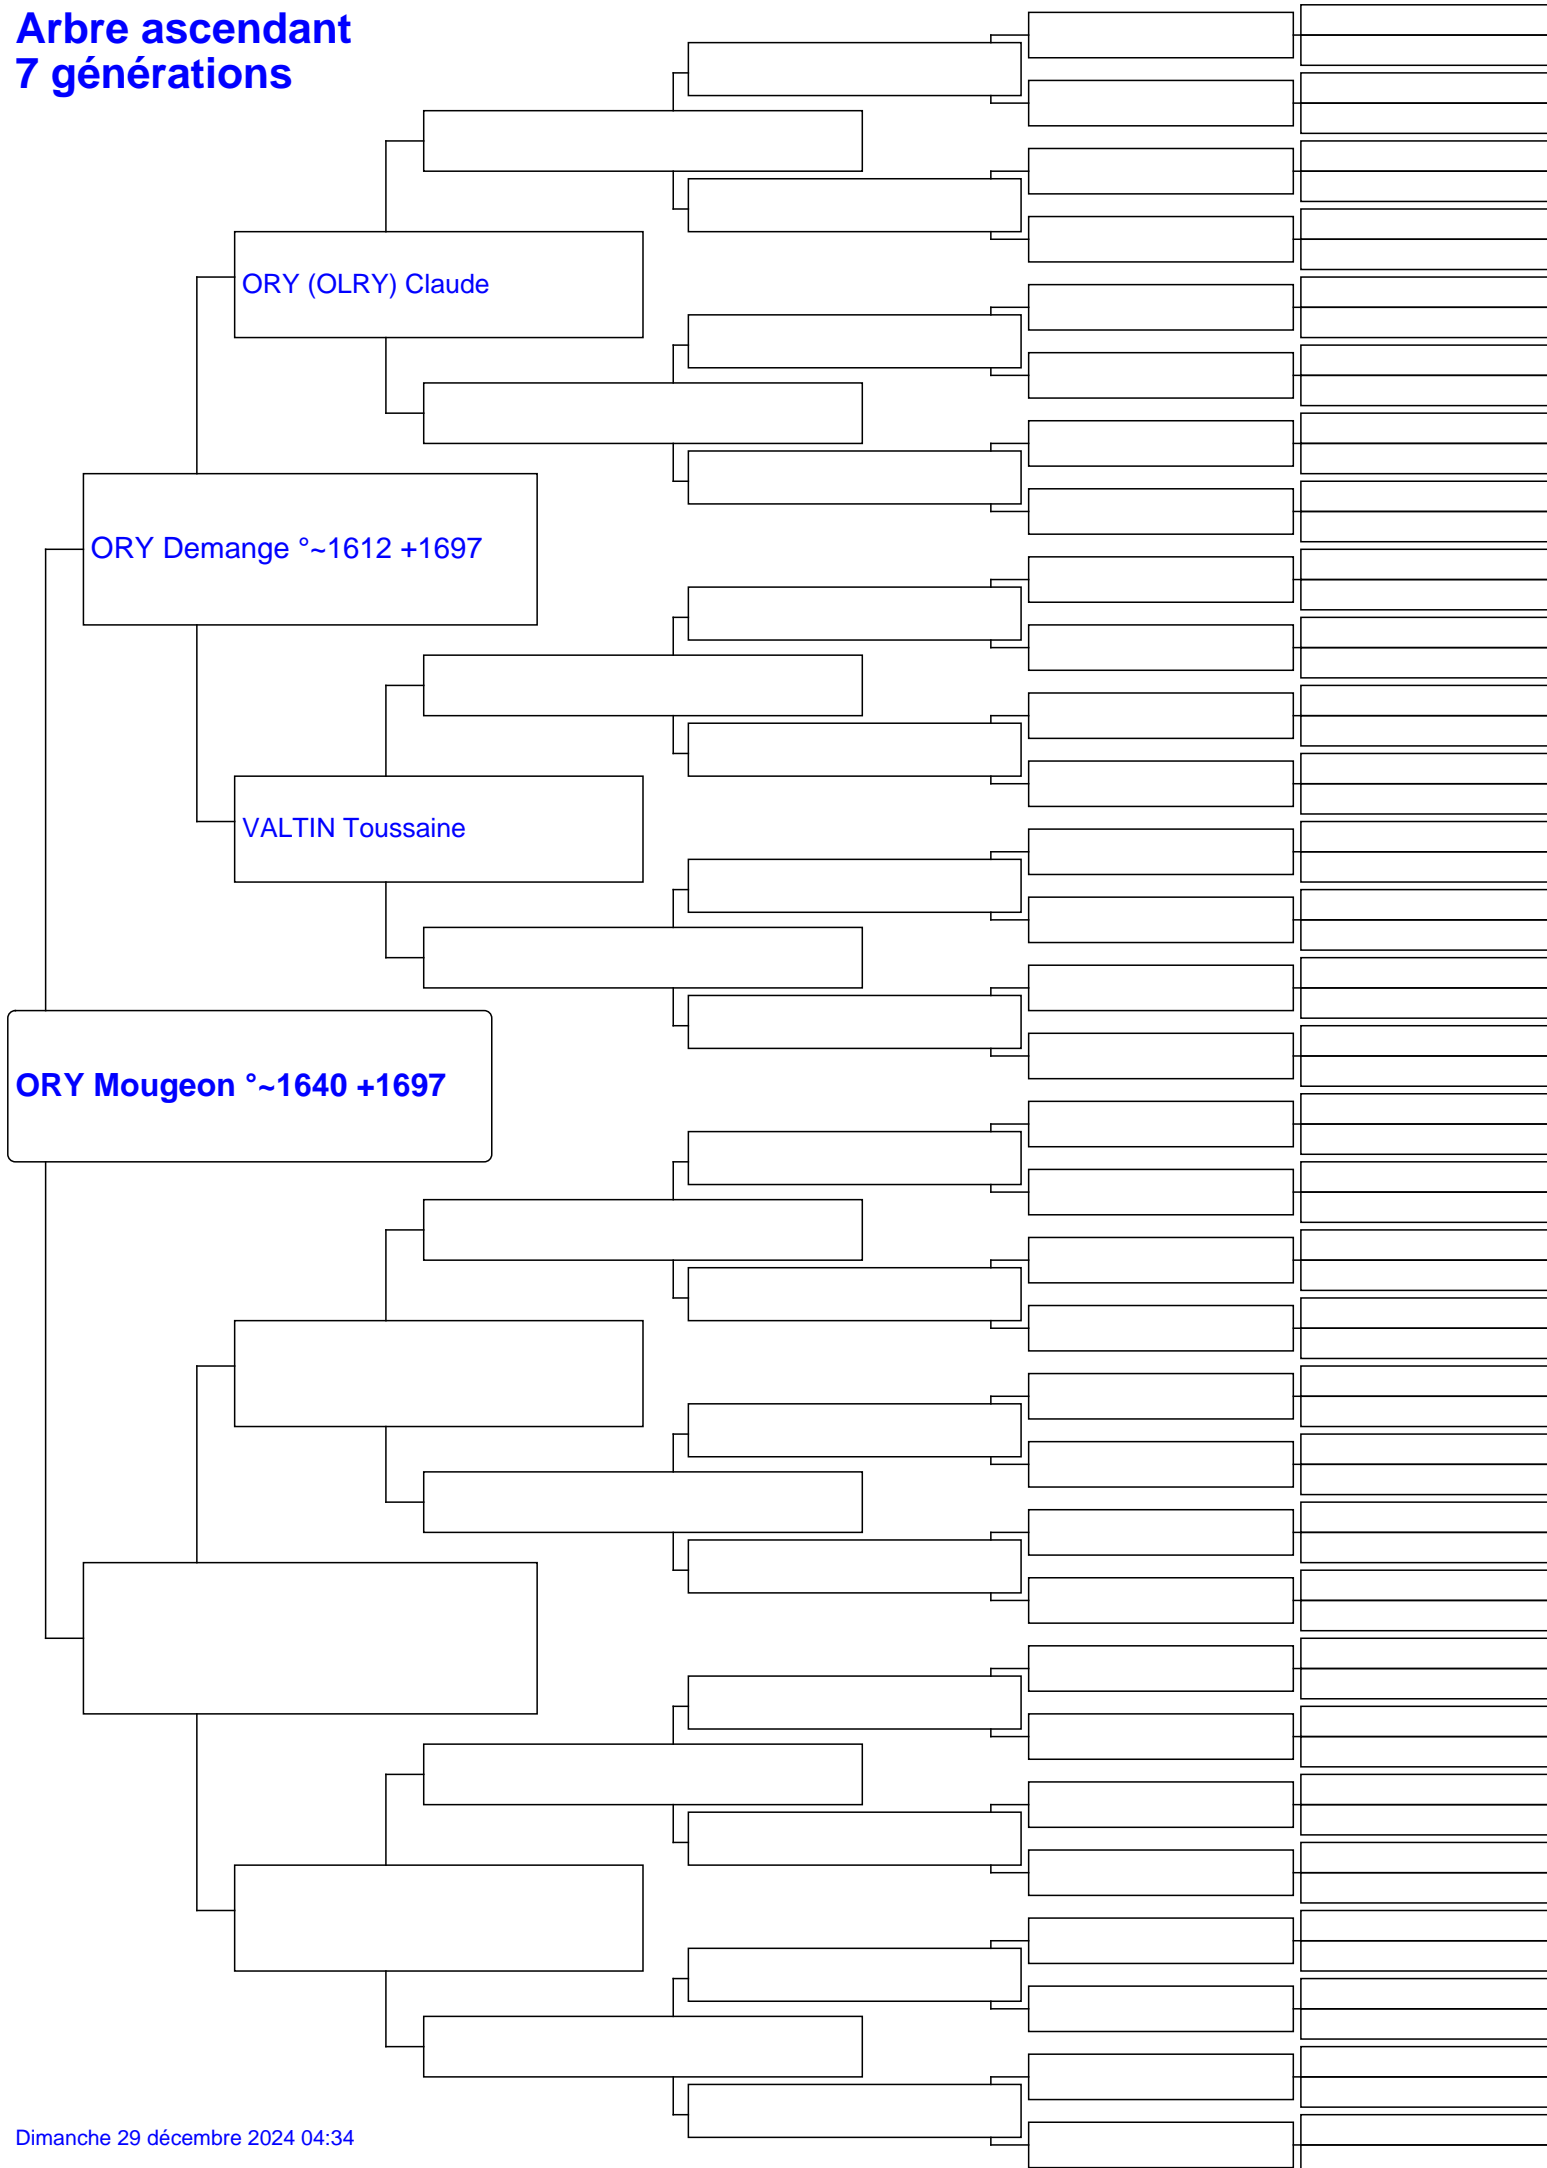 Arbre ascendant
7 générations
ORY (OLRY) Claude
ORY Demange °~1612 +1697
VALTIN Toussaine
ORY Mougeon °~1640 +1697
Dimanche 29 décembre 2024 04:34